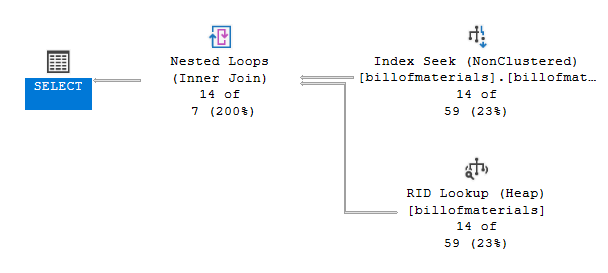 SELECT
Nested Loops
(Inner Join)
14 of
7 (200%)
Index Seek (NonClustered)
[billofmaterials].[billofmat…
14 of
59 (23%)
RID Lookup (Heap)
[billofmaterials]
14 of
59 (23%)